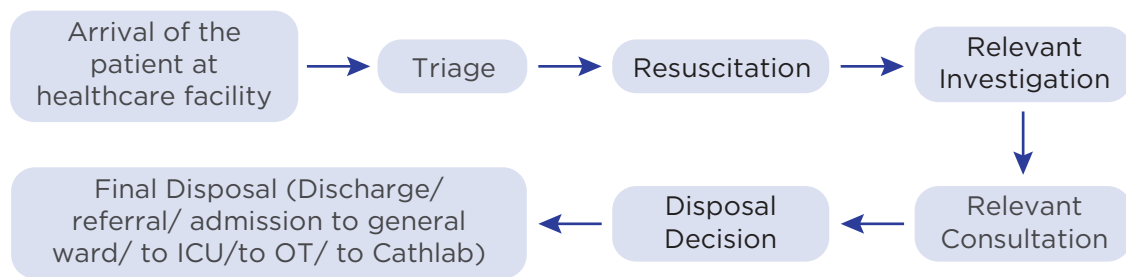 Arrival of the
patient at
healthcare facility
Triage
Resuscitation
Relevant
Investigation
Relevant
Consultation
Disposal
Decision
Final Disposal (Discharge/
referral/ admission to general
ward/ to ICU/to OT/ to Cathlab)